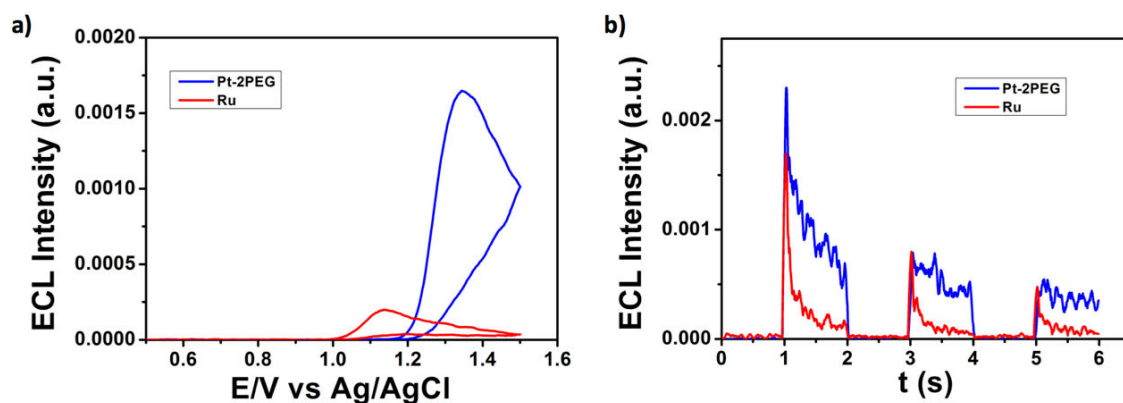 a)
ECL Intensity (a.u.)
0.0020
0.0015
0.0010
0.0005
0.0000
Pt-2PEG
Ru
0.6 0.8 1.0 1.2 1.4 1.6
E/V vs Ag/AgCl
b)
ECL Intensity (a.u.)
0.002
0.001
0.000
Pt-2PEG
Ru
0 1 2 3 4 5 6
t (s)